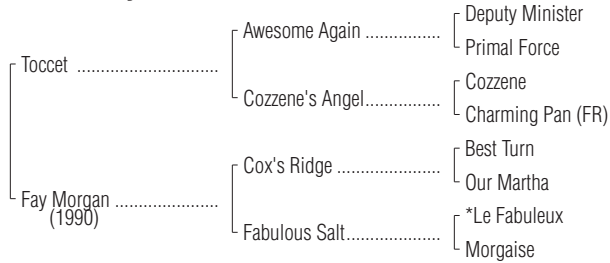 Deputy Minister
Awesome Again ................
Primal Force
Toccet ..............................
Cozzene
Cozzene's Angel................
Charming Pan (FR)
Best Turn
Cox's Ridge ......................
Our Martha
Fay Morgan ......................
(1990)
*Le Fabuleux
Fabulous Salt....................
Morgaise